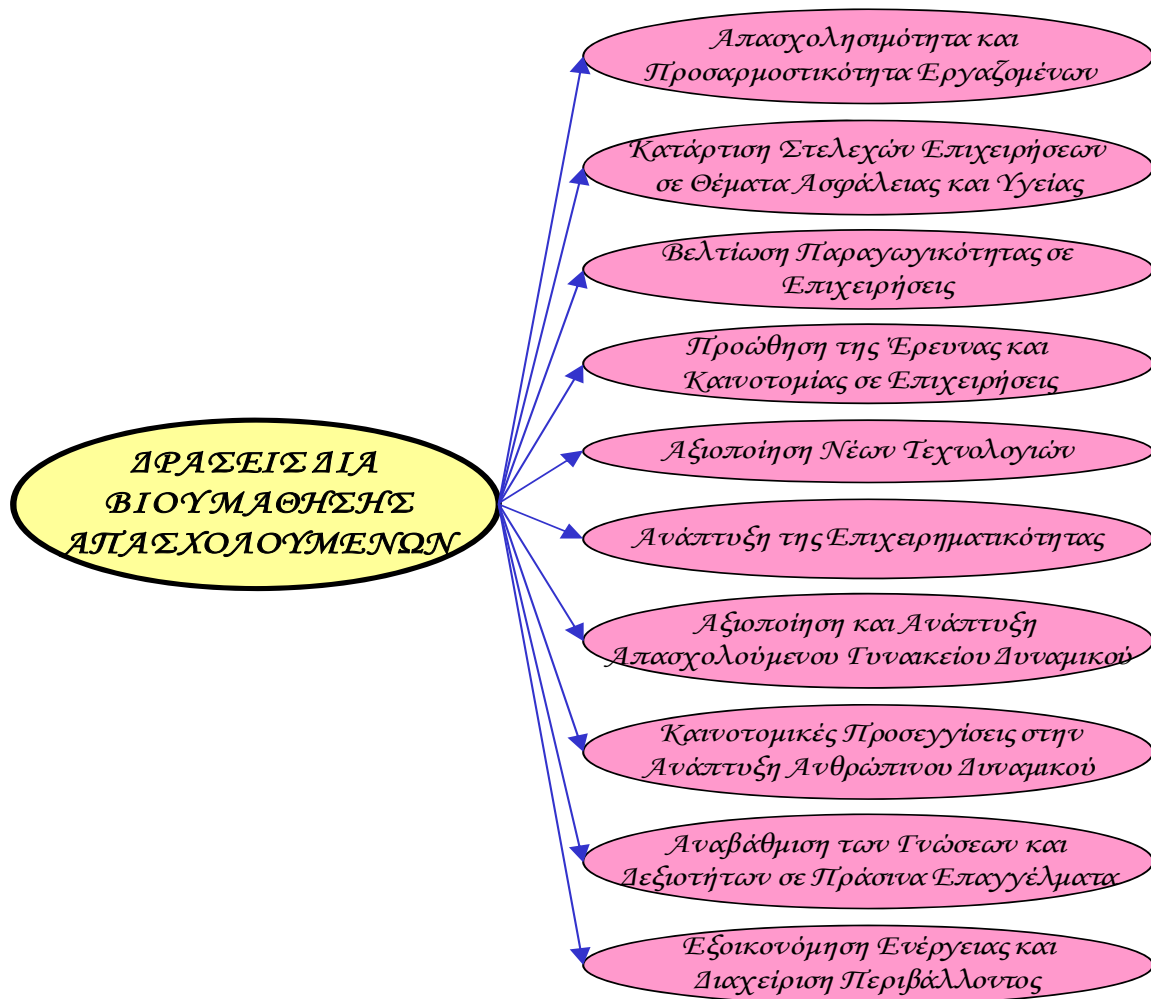 Απασχολησιμότητα και
Προσαρμοστικότητα Εργαζομένων
Κατάρτιση Στελεχών Επιχειρήσεων
σε Θέματα Ασφάλειας και Υγείας
Βελτίωση Παραγωγικότητας σε
Επιχειρήσεις
Προώθηση της Έρευνας και
Καινοτομίας σε Επιχειρήσεις
Αξιοποίηση Νέων Τεχνολογιών
ΔΡΑΣΕΙΣ ΔΙΑ
ΒΙΟΥ ΜΑΘΗΣΗΣ
ΑΠΑΣΧΟΛΟΥΜΕΝΩΝ
Ανάπτυξη της Επιχειρηματικότητας
Αξιοποίηση και Ανάπτυξη
Απασχολούμενου Γυναικείου Δυναμικού
Καινοτομικές Προσεγγίσεις στην
Ανάπτυξη Ανθρώπινου Δυναμικού
Αναβάθμιση των Γνώσεων και
Δεξιοτήτων σε Πράσινα Επαγγέλματα
Εξοικονόμηση Ενέργειας και
Διαχείριση Περιβάλλοντος